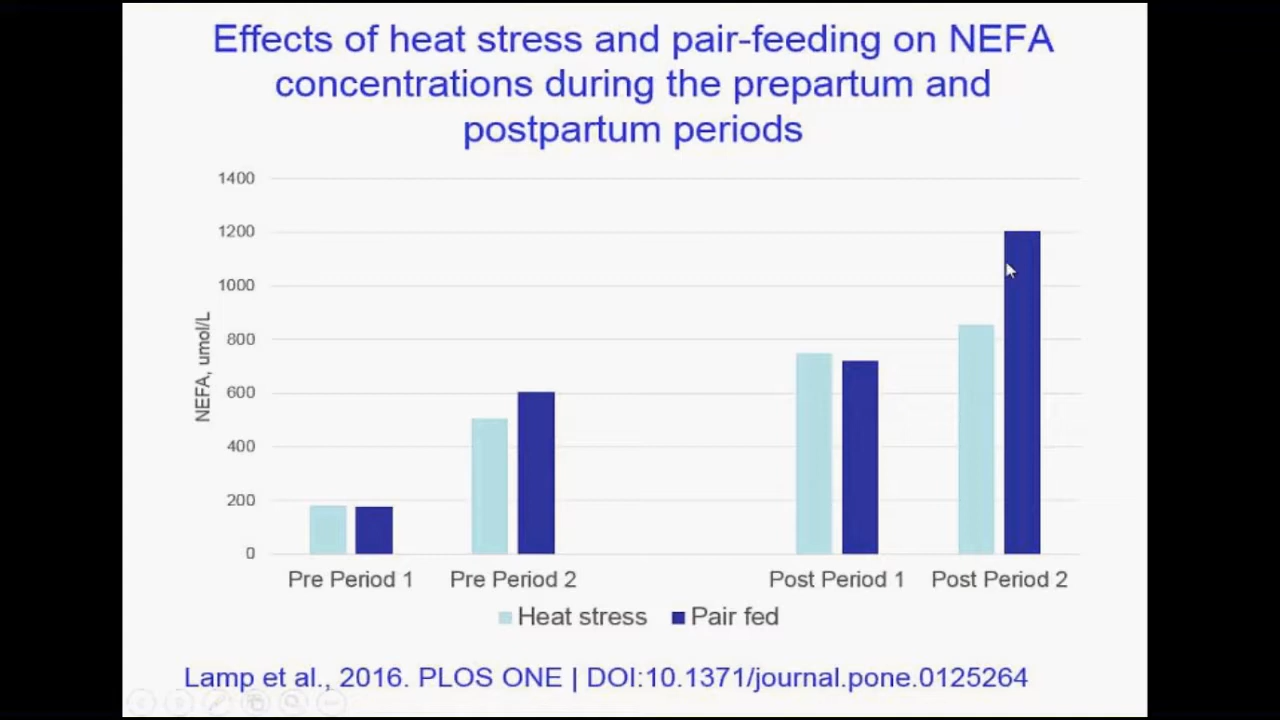 Effects of heat stress and pair-feeding on NEFA
concentrations during the prepartum and
postpartum periods
1400
1200
1000
800
600
400
200
0
NEFA, umol/L
Pre Period 1
Pre Period 2
Post Period 1
Post Period 2
Heat stress
Pair fed
Lamp et al., 2016. PLOS ONE | DOI:10.1371/journal.pone.0125264